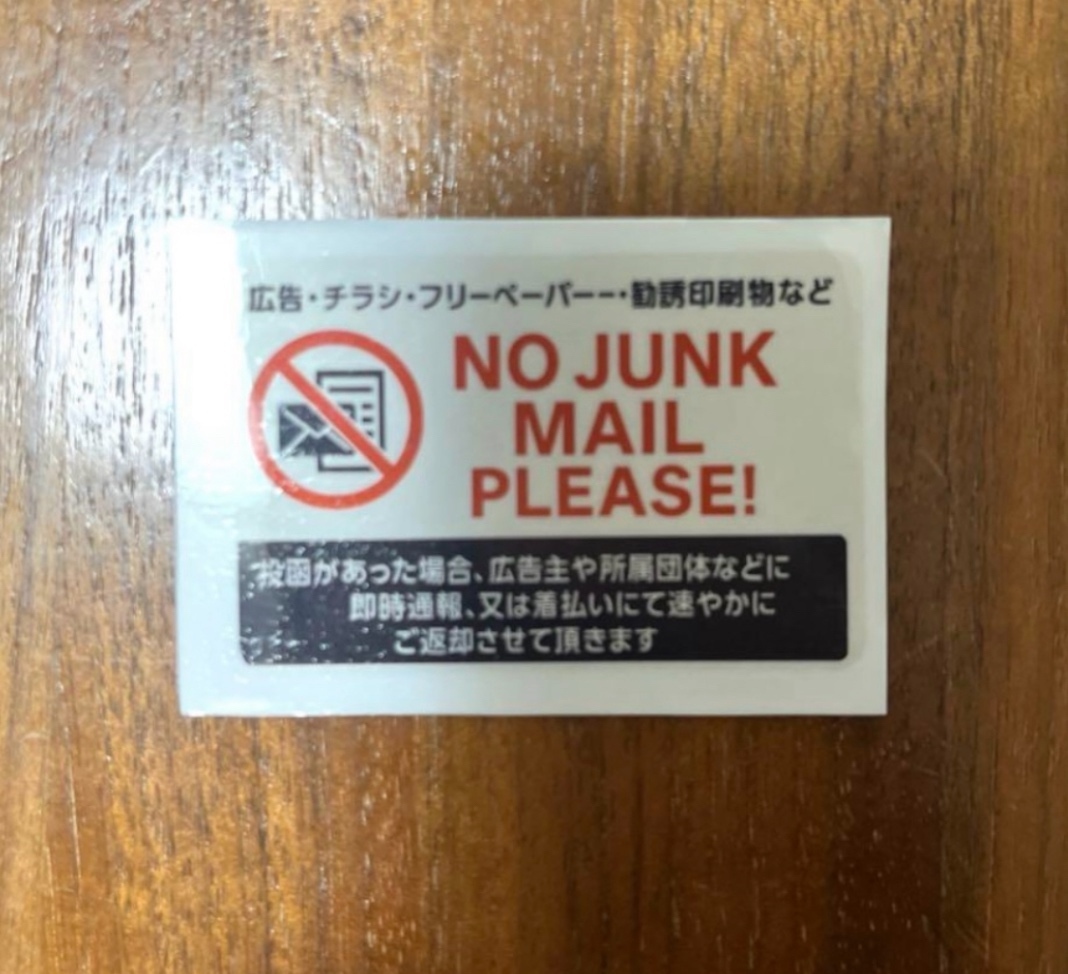 広告・チラシ・フリーペーパー・勧誘印刷物など
NO JUNK
MAIL
PLEASE!
投函があった場合、広告主や所属団体などに
即時通報、又は着払いにて速やかに
ご返却させて頂きます